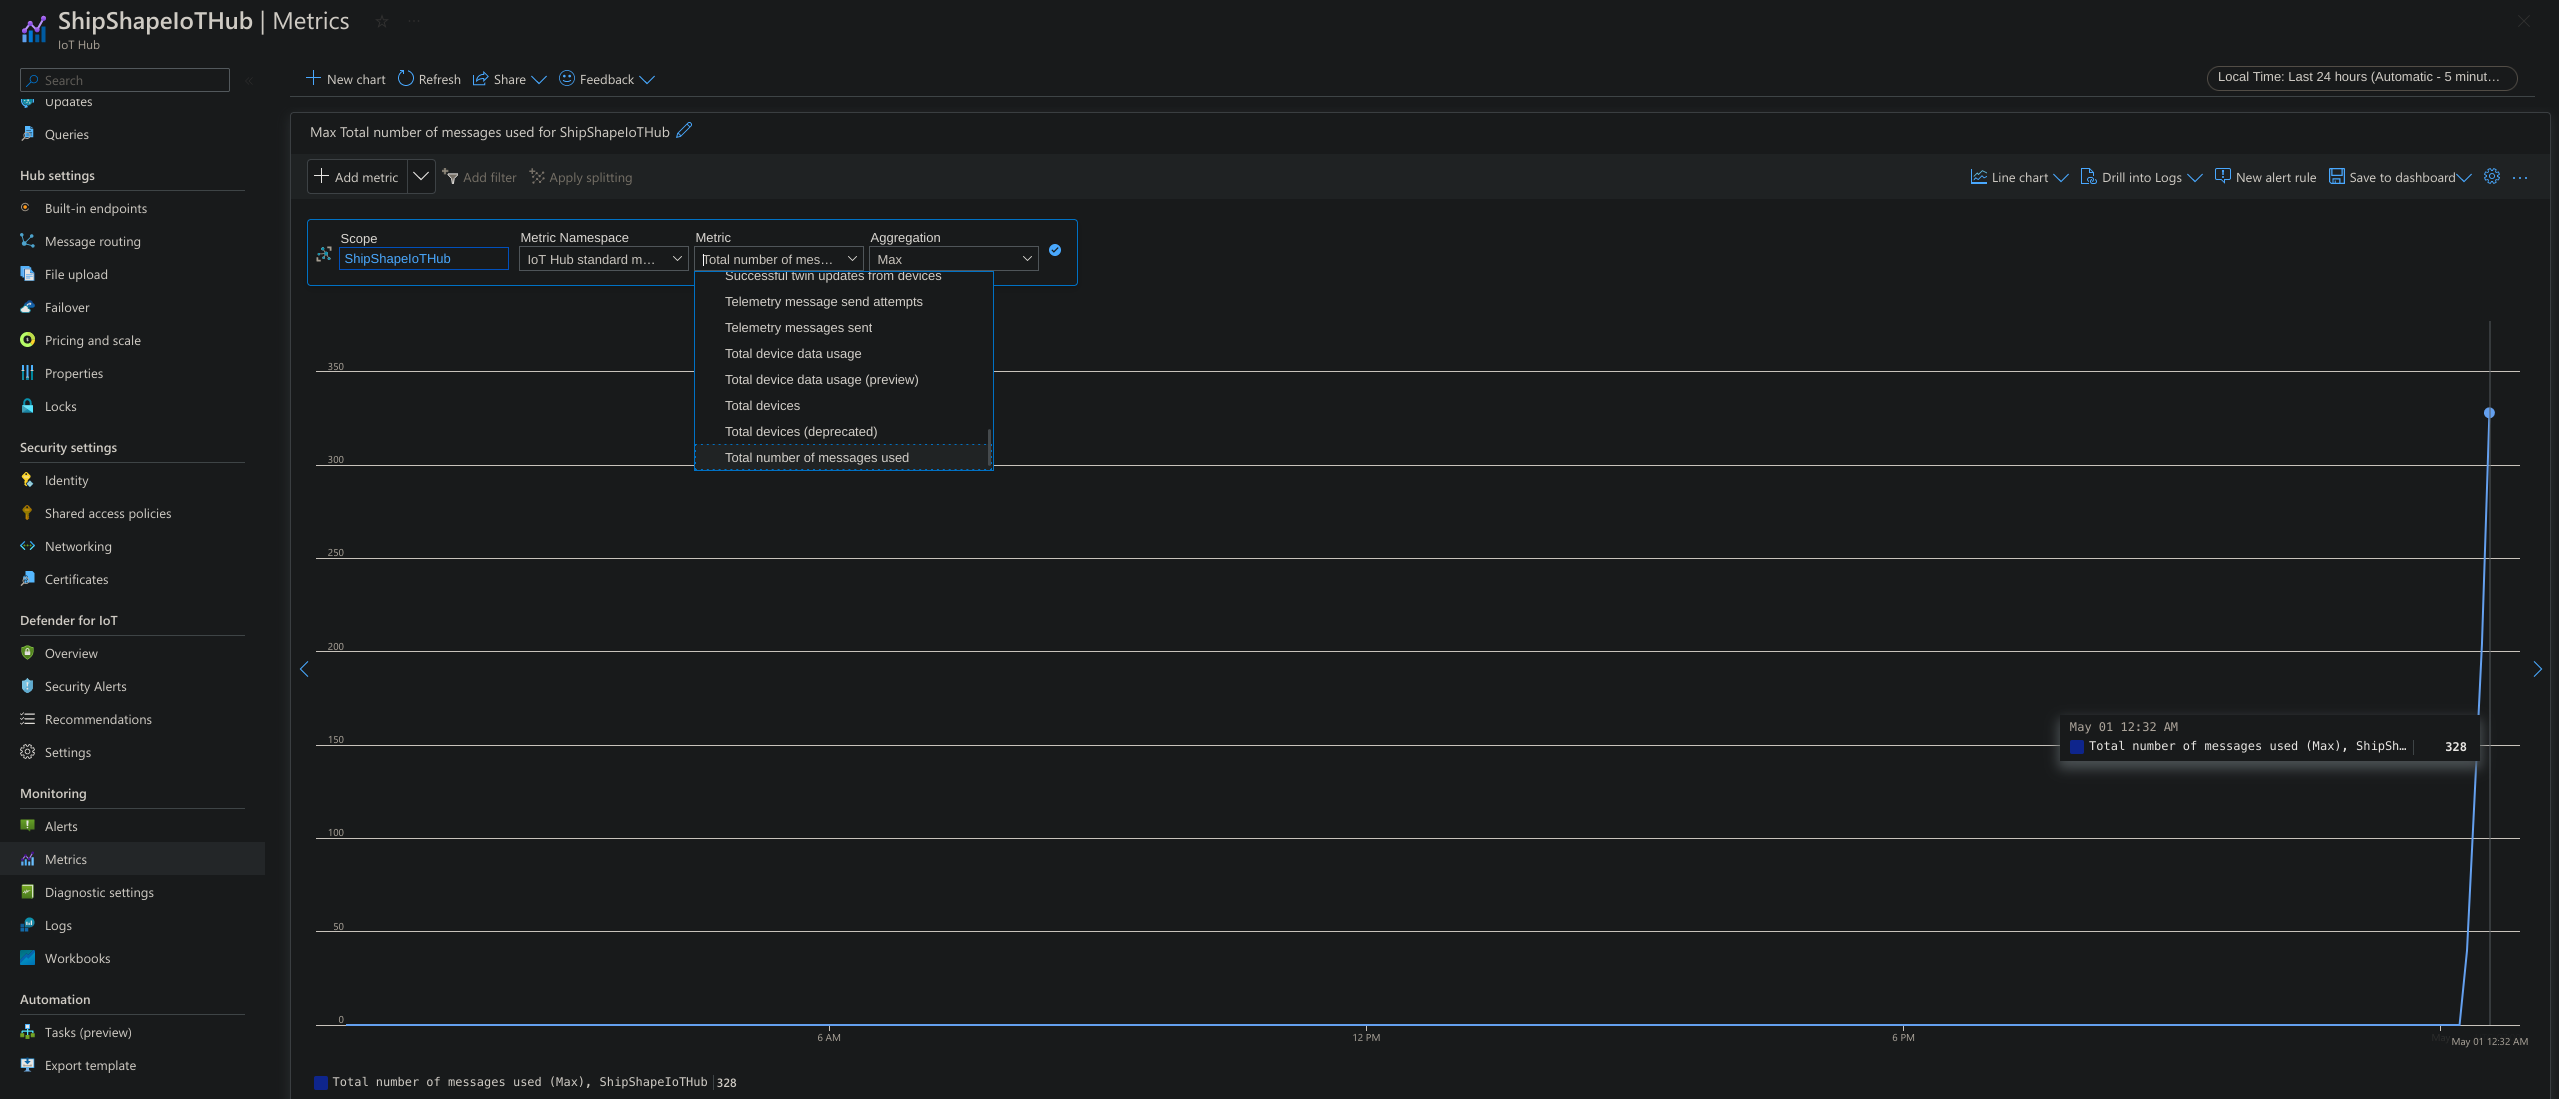 ShipShapeIoTHub | Metrics
IoT Hub
Search
Updates
Queries
Hub settings
Built-in endpoints
Message routing
File upload
Failover
Pricing and scale
Properties
Locks
Security settings
Identity
Shared access policies
Networking
Certificates
Defender for IoT
Overview
Security Alerts
Recommendations
Settings
Monitoring
Alerts
Metrics
Diagnostic settings
Logs
Workbooks
Automation
Tasks (preview)
Export template
New chart Refresh Share Feedback
Local Time: Last 24 hours (Automatic - 5 minut...
Max Total number of messages used for ShipShapeIoTHub
Add metric Add filter Apply splitting
Line chart Drill into Logs New alert rule Save to dashboard
Scope Metric Namespace Metric Aggregation
ShipShapeIoTHub IoT Hub standard m... Total number of mes... Max
Successful twin updates from devices
Telemetry message send attempts
Telemetry messages sent
Total device data usage
Total device data usage (preview)
Total devices
Total devices (deprecated)
Total number of messages used
350
300
250
200
150
100
50
0
May 01 12:32 AM
Total number of messages used (Max), ShipSh… 328
6 AM 12 PM 6 PM May
May 01 12:32 AM
Total number of messages used (Max), ShipShapeIoTHub 328